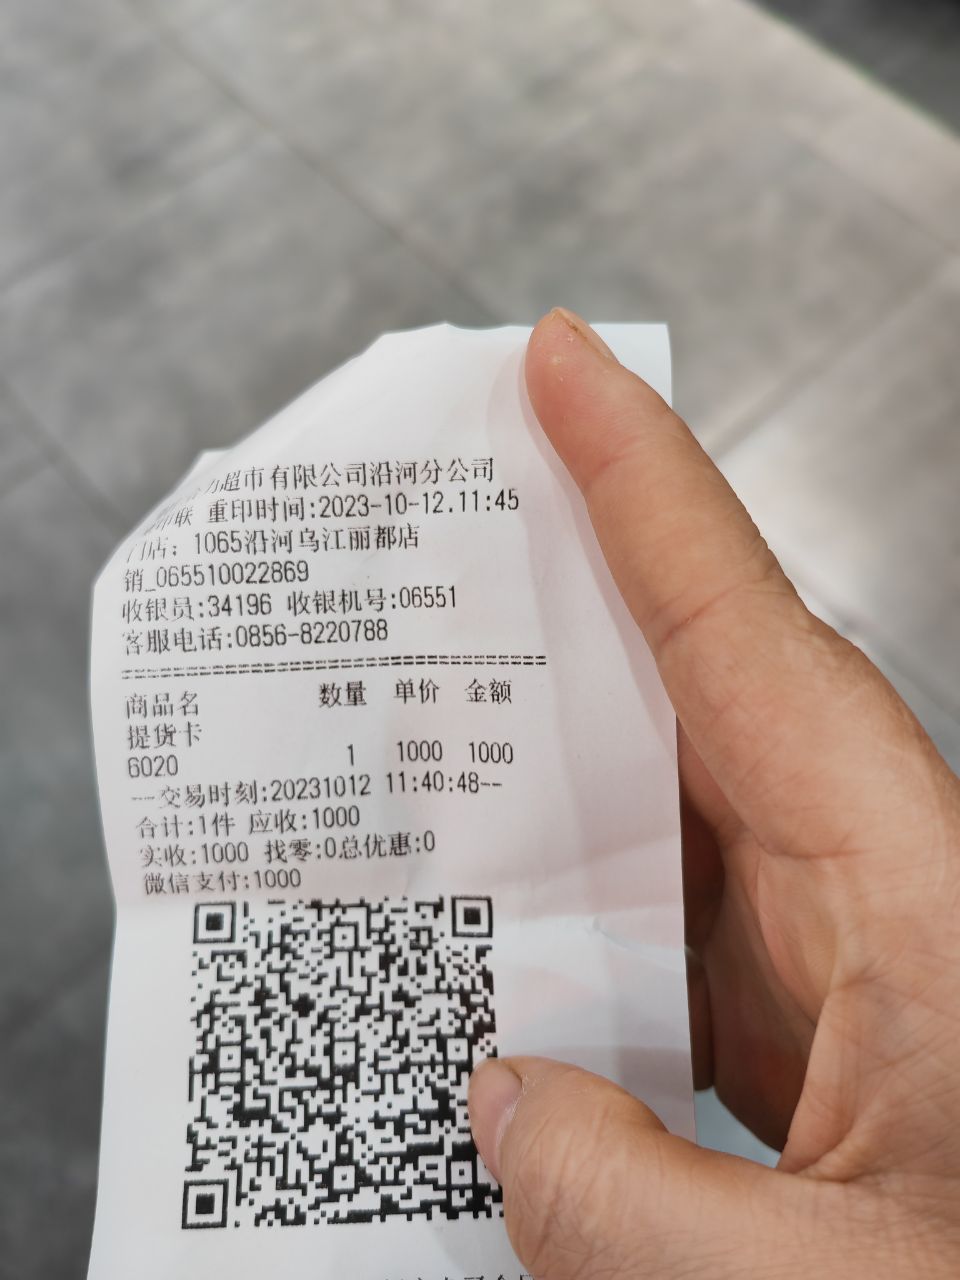 超市有限公司沿河分公司
印联 重印时间:2023-10-12.11:45
门店: 1065沿河乌江丽都店
销_065510022869
收银员:34196 收银机号:06551
客服电话:0856-8220788
商品名 数量 单价 金额
提货卡
6020 1 1000 1000
--交易时刻:20231012 11:40:48--
合计:1件 应收:1000
实收:1000 找零:0总优惠:0
微信支付:1000